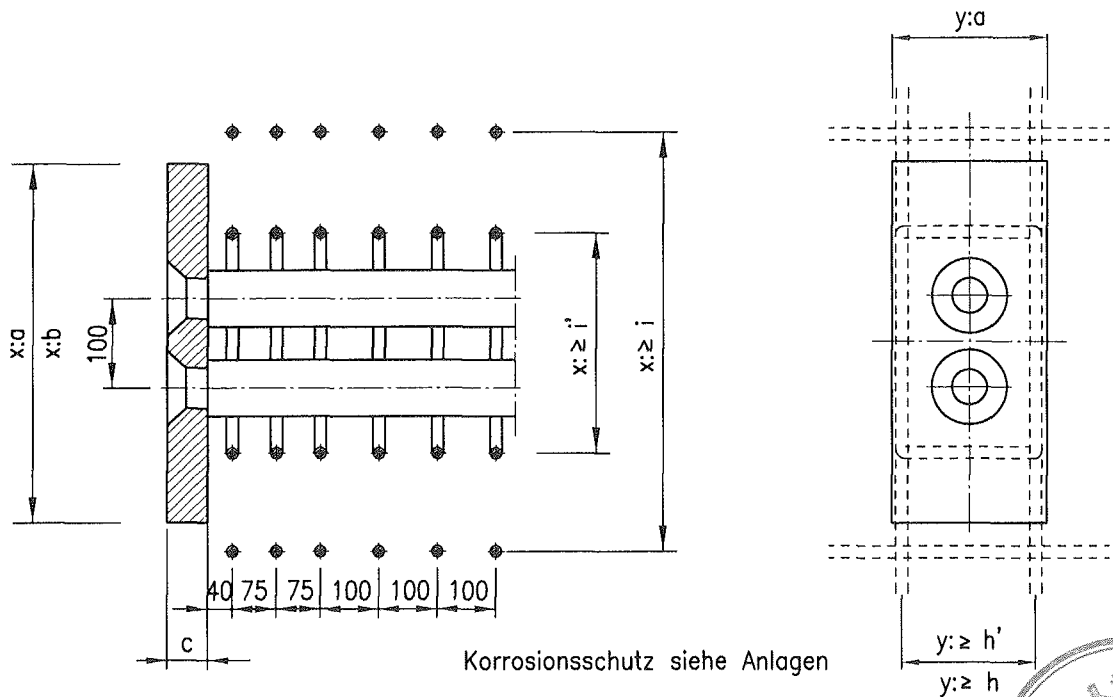 y:a
x:a
x:b
100
x:≥ i'
x:≥ i
40 75 75 100 100 100
c
Korrosionsschutz siehe Anlagen
y:≥ h'
y:≥ h